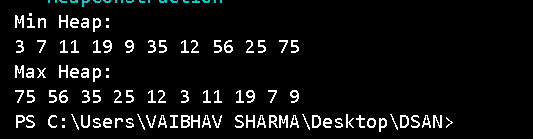 HeapConstruction
Min Heap:
3 7 11 19 9 35 12 56 25 75
Max Heap:
75 56 35 25 12 3 11 19 7 9
PS C:\Users\VAIBHAV SHARMA\Desktop\DSAN>